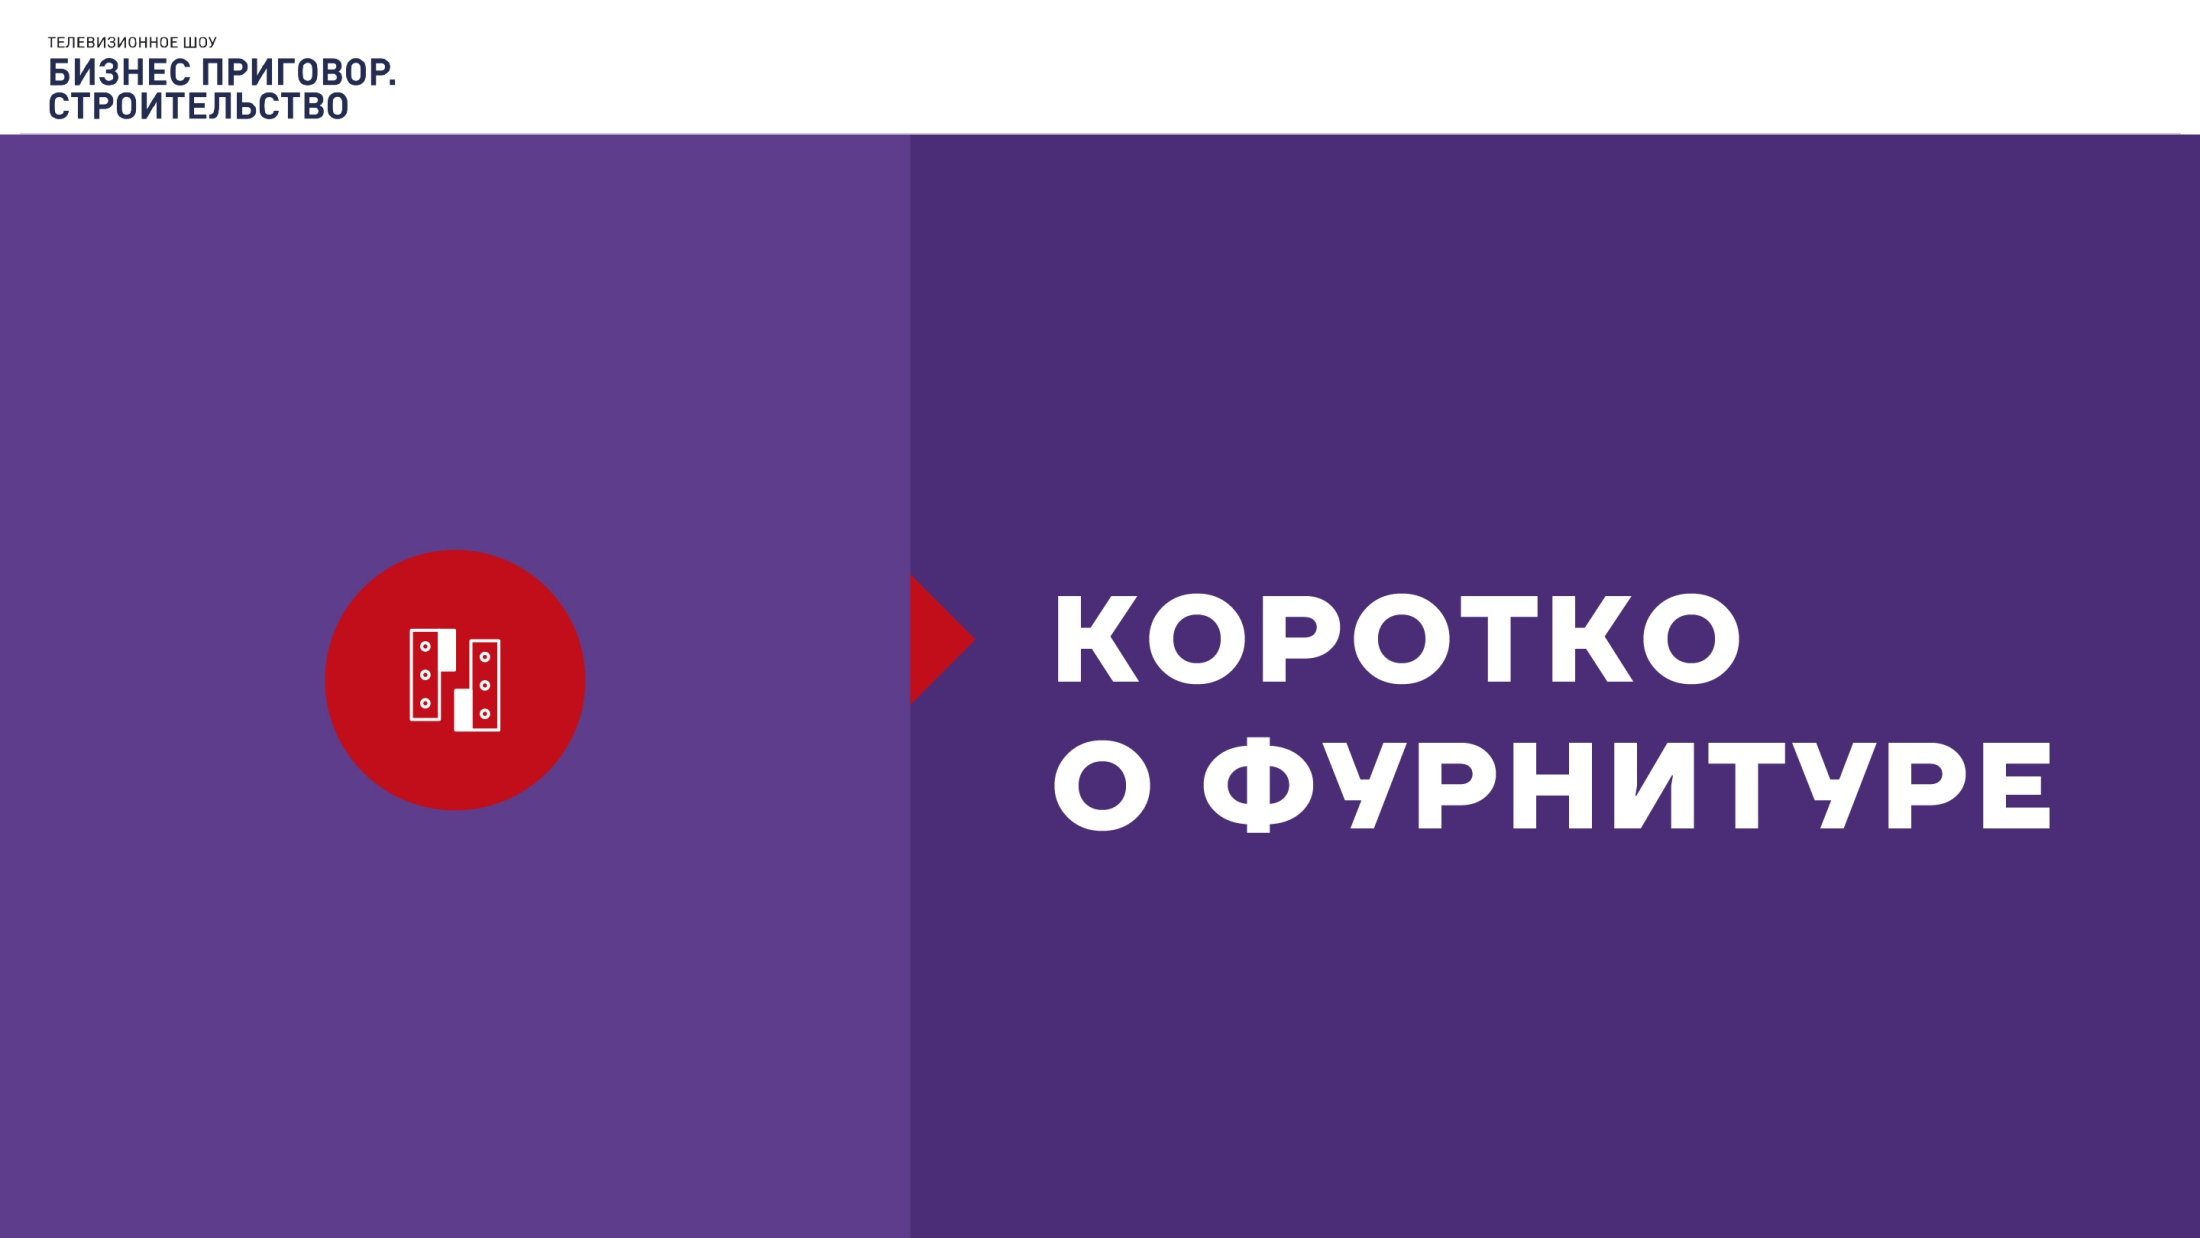 ТЕЛЕВИЗИОННОЕ ШОУ
БИЗНЕС ПРИГОВОР.
СТРОИТЕЛЬСТВО
КОРОТКО
О ФУРНИТУРЕ